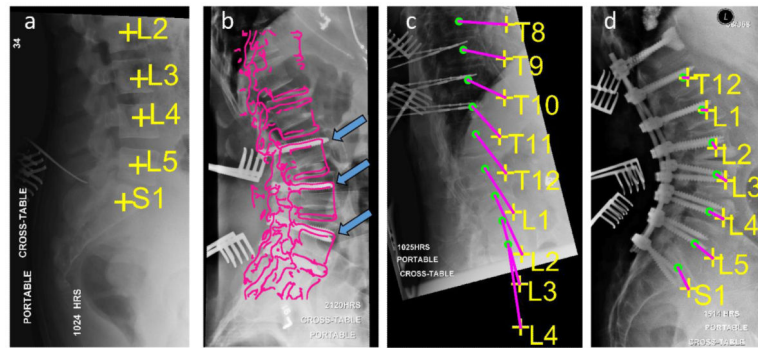 a
34
L2
L3
L4
L5
S1
PORTABLE
CROSS-TABLE
1024 HRS
b
2120HRS
CROSS-TABLE
PORTABLE
c
T8
T9
T10
T11
T12
L1
L2
L3
L4
1025HRS
PORTABLE
CROSS-TABLE
d
L
T12
L1
L2
L3
L4
L5
S1
PORTABLE
CROSS-TABLE